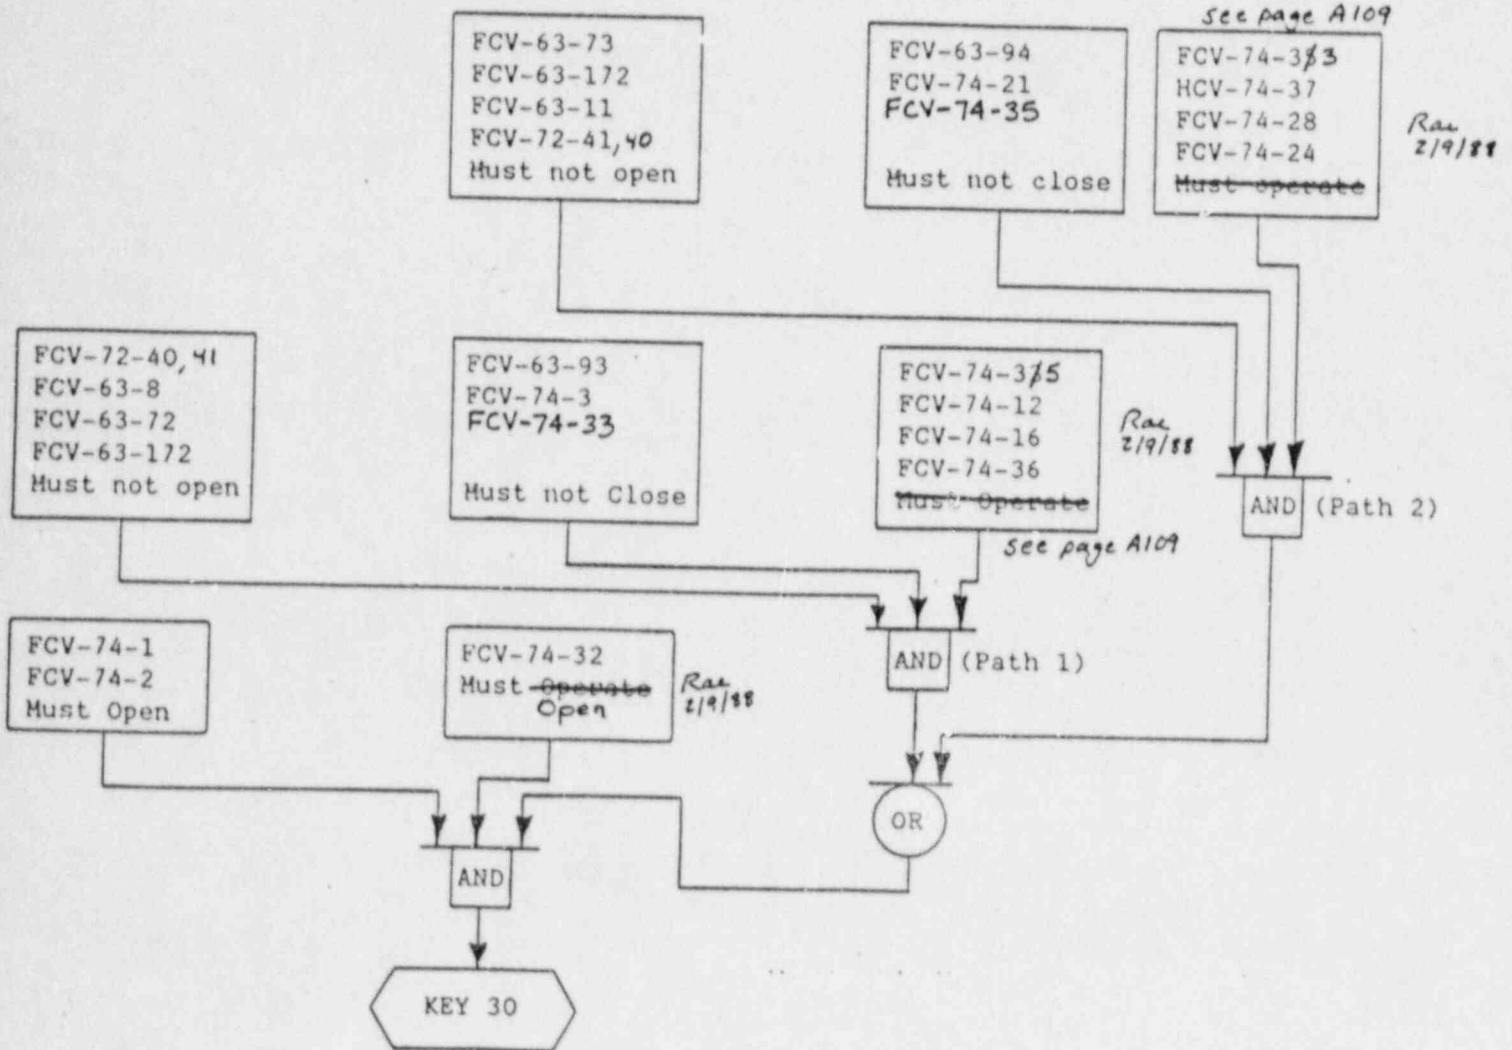 see page A109
FCV-63-73
FCV-63-172
FCV-63-11
FCV-72-41,40
Must not open
FCV-63-94
FCV-74-21
FCV-74-35
Must not close
FCV-74-33
HCV-74-37
FCV-74-28
FCV-74-24
Must operate
Rae
2/9/88
FCV-72-40,41
FCV-63-8
FCV-63-72
FCV-63-172
Must not open
FCV-63-93
FCV-74-3
FCV-74-33
Must not Close
FCV-74-35
FCV-74-12
FCV-74-16
FCV-74-36
Must Operate
Rae
2/9/88
see page A109
AND (Path 2)
FCV-74-1
FCV-74-2
Must Open
FCV-74-32
Must Operate
Open
Rae
2/9/88
AND (Path 1)
OR
AND
KEY 30